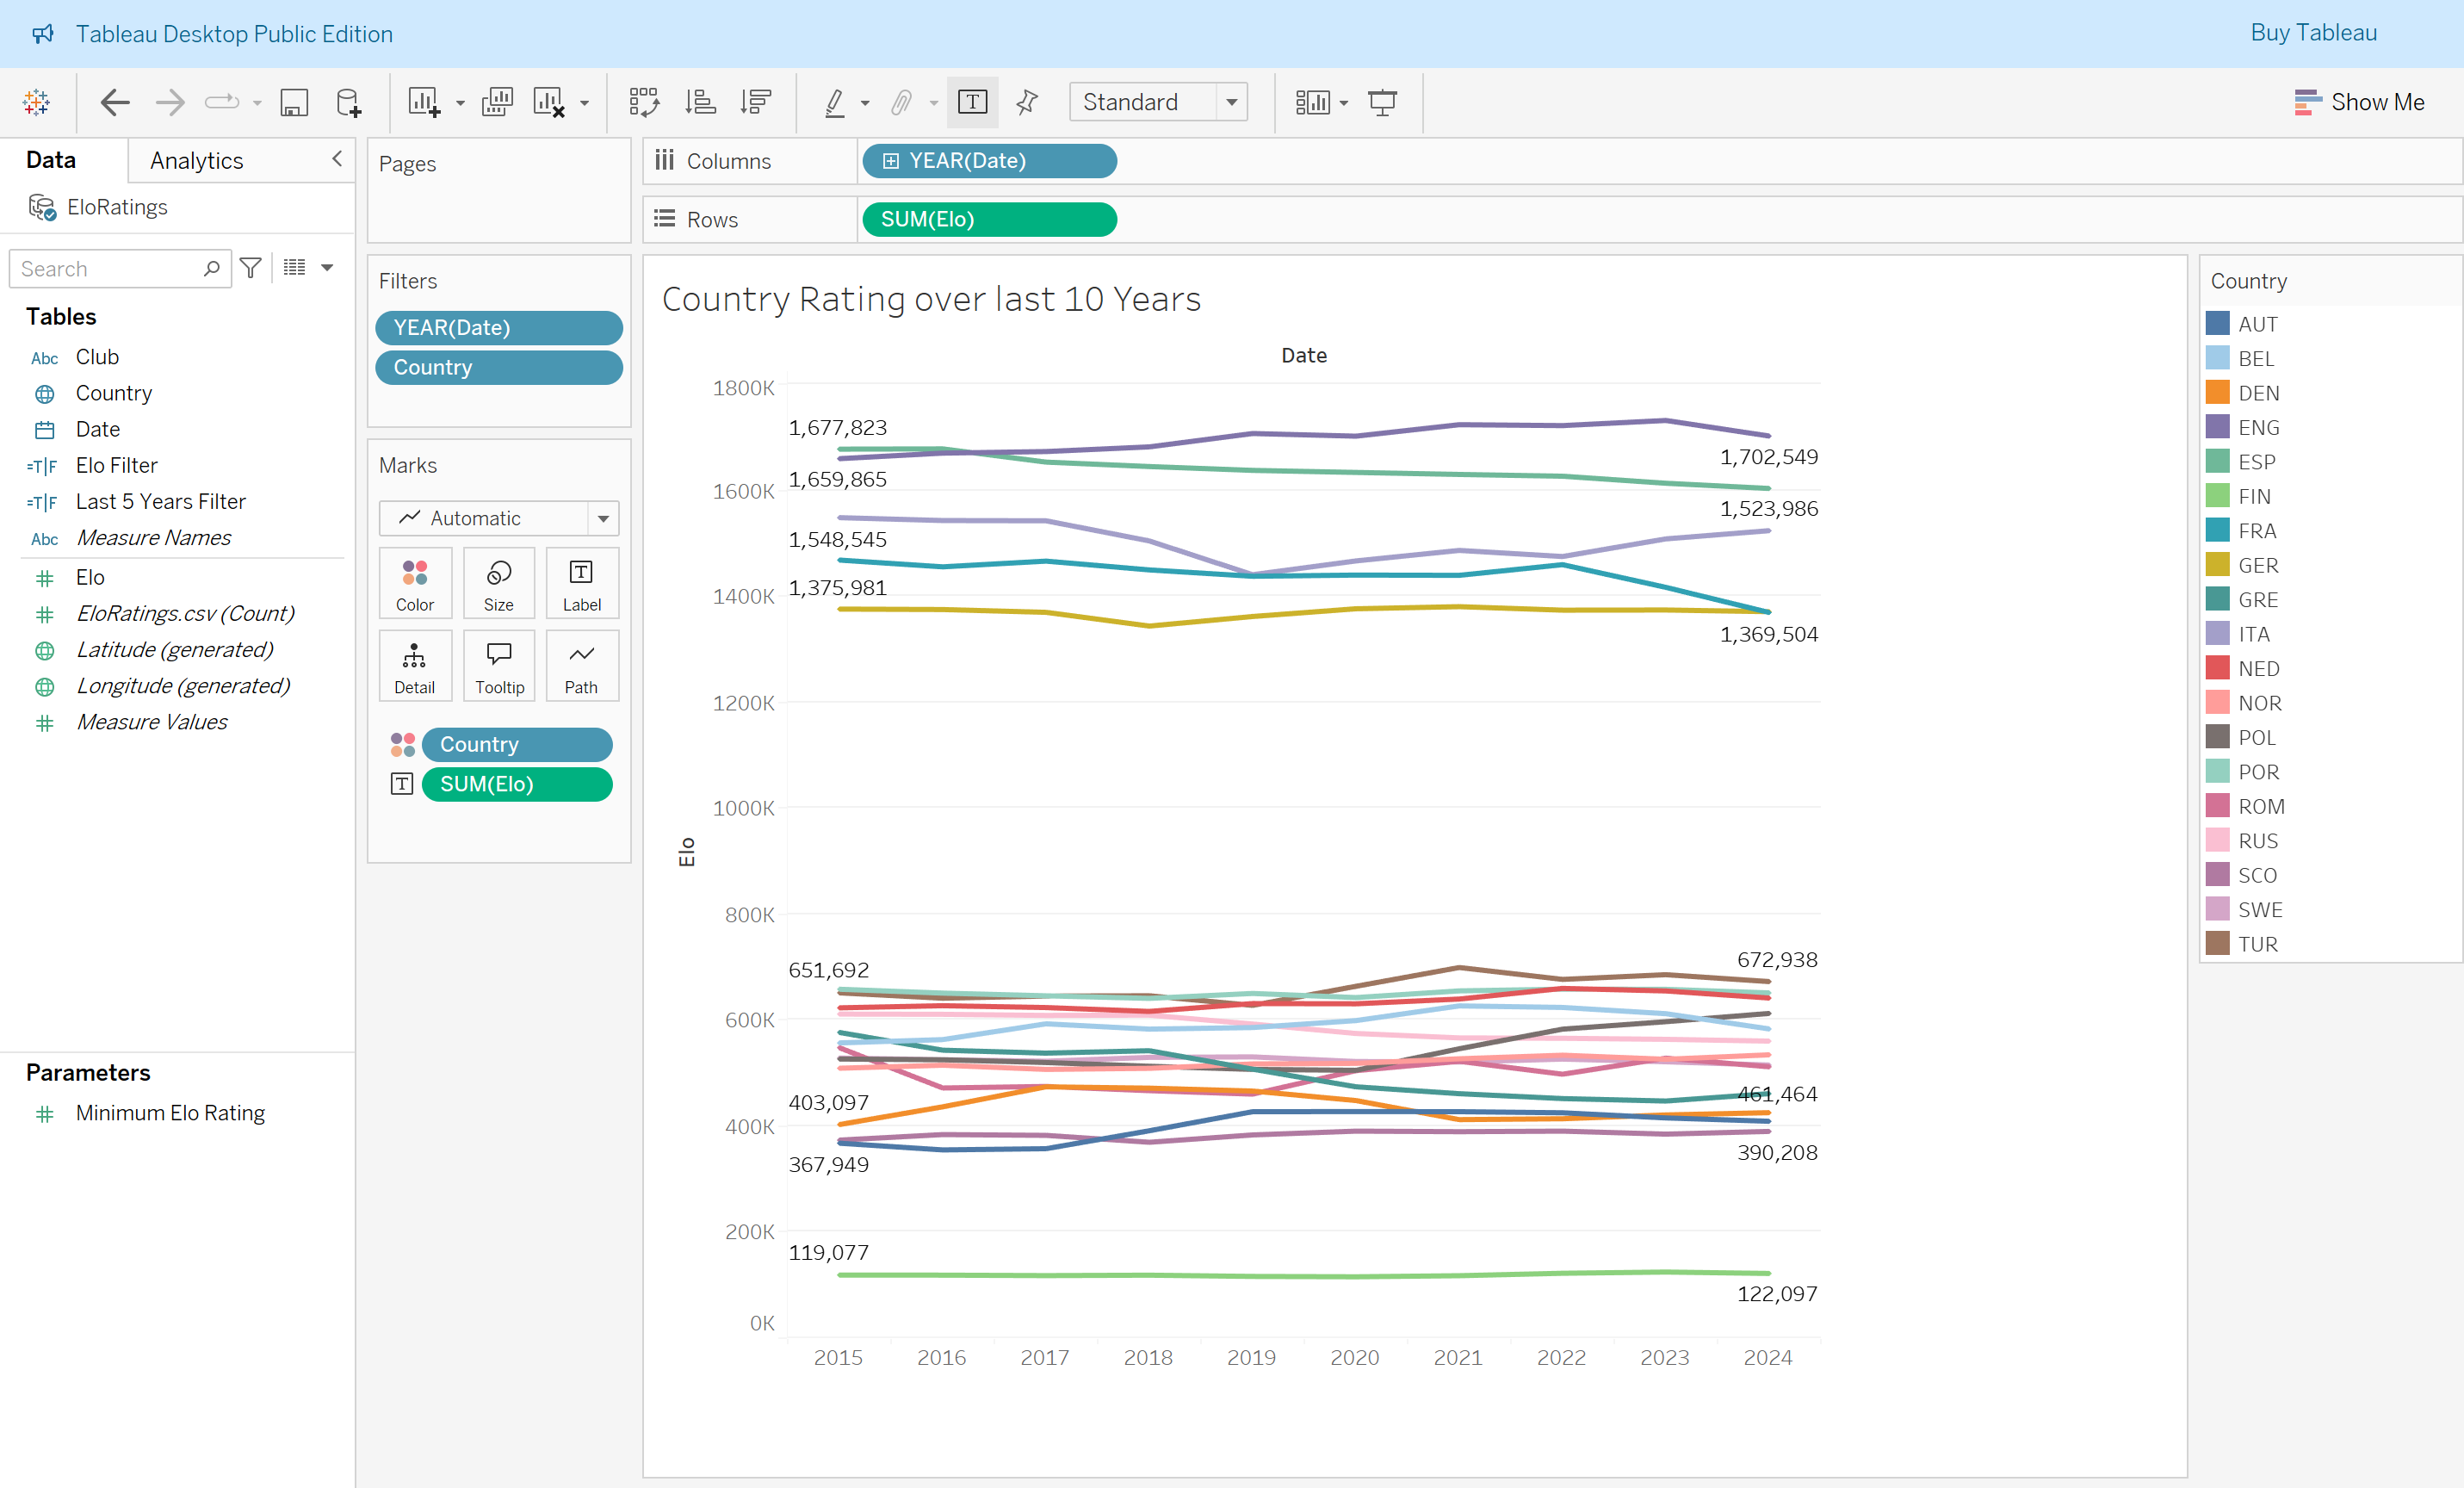 Tableau Desktop Public Edition
Buy Tableau
Standard
Show Me
Data
Analytics
EloRatings
Search
Tables
Abc Club
Country
Date
=T|F Elo Filter
=T|F Last 5 Years Filter
Abc Measure Names
Elo
EloRatings.csv (Count)
Latitude (generated)
Longitude (generated)
Measure Values
Parameters
Minimum Elo Rating
Pages
Filters
YEAR(Date)
Country
Marks
Automatic
Color
Size
Label
Detail
Tooltip
Path
Country
SUM(Elo)
Columns
YEAR(Date)
Rows
SUM(Elo)
Country Rating over last 10 Years
Date
1800K
1600K
1400K
1200K
1000K
800K
600K
400K
200K
0K
Elo
1,677,823
1,659,865
1,548,545
1,375,981
651,692
403,097
367,949
119,077
1,702,549
1,523,986
1,369,504
672,938
461,464
390,208
122,097
2015 2016 2017 2018 2019 2020 2021 2022 2023 2024
Country
AUT
BEL
DEN
ENG
ESP
FIN
FRA
GER
GRE
ITA
NED
NOR
POL
POR
ROM
RUS
SCO
SWE
TUR